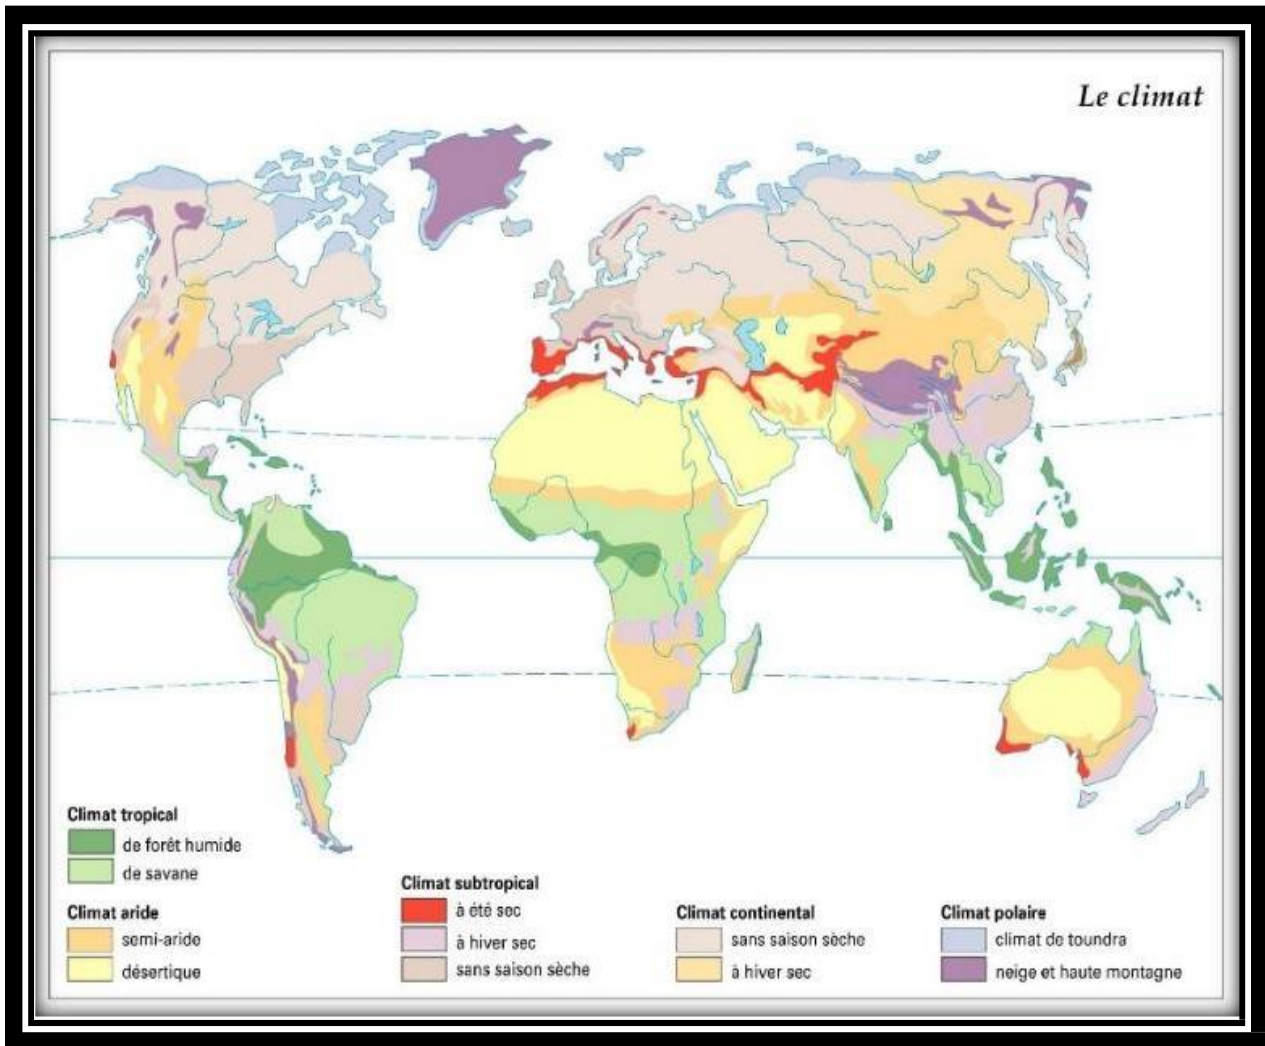 Le climat
Climat tropical
de forêt humide
de savane
Climat aride
semi-aride
désertique
Climat subtropical
à été sec
à hiver sec
sans saison sèche
Climat continental
sans saison sèche
à hiver sec
Climat polaire
climat de toundra
neige et haute montagne